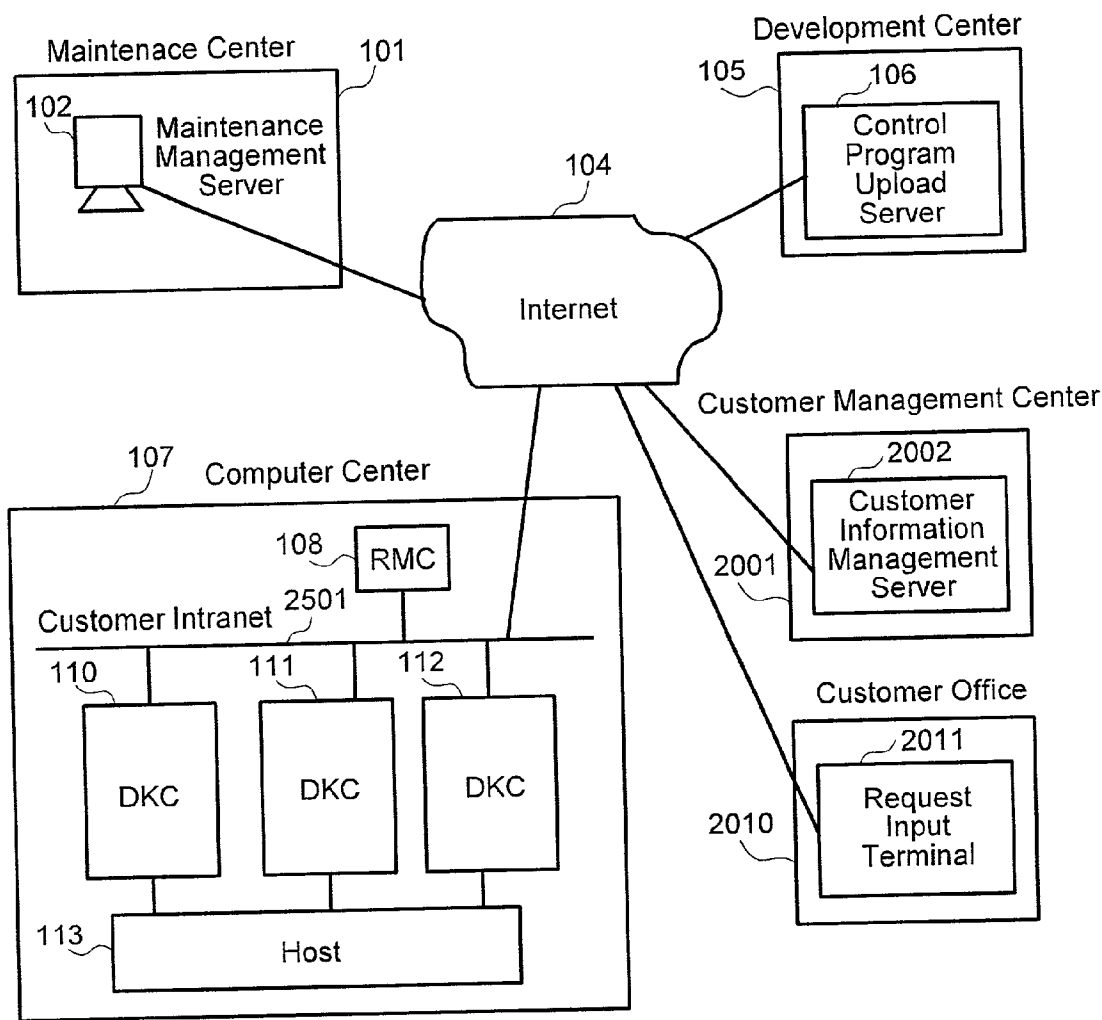 Maintenace Center
101
102
Maintenance
Management
Server
Development Center
105
106
Control
Program
Upload
Server
104
Internet
Customer Management Center
2002
Customer
Information
Management
Server
2001
107
Computer Center
108
RMC
Customer Intranet
2501
110
111
112
DKC
DKC
DKC
113
Host
Customer Office
2011
Request
Input
Terminal
2010